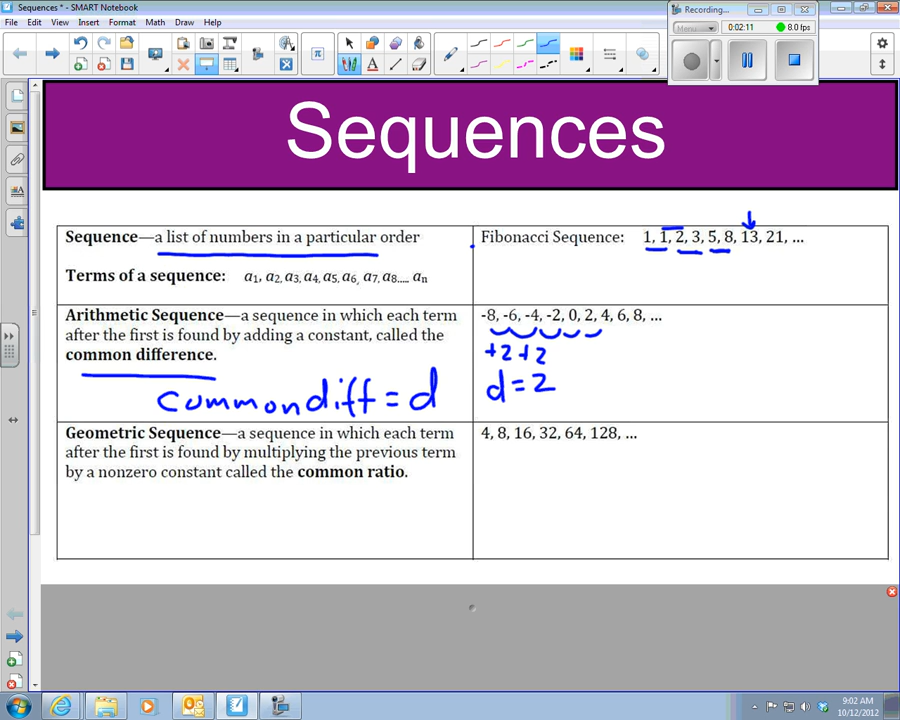 Sequences * - SMART Notebook
Recording...
File Edit View Insert Format Math Draw Help
Menu 0:02:11 8.0 fps
Sequences
Sequence—a list of numbers in a particular order
Terms of a sequence: a1, a2, a3, a4, a5, a6, a7, a8..... an
Fibonacci Sequence: 1, 1, 2, 3, 5, 8, 13, 21, ...
Arithmetic Sequence—a sequence in which each term
after the first is found by adding a constant, called the
common difference.
common diff = d
-8, -6, -4, -2, 0, 2, 4, 6, 8, ...
+2 +2
d = 2
Geometric Sequence—a sequence in which each term
after the first is found by multiplying the previous term
by a nonzero constant called the common ratio.
4, 8, 16, 32, 64, 128, ...
9:02 AM
10/12/2012